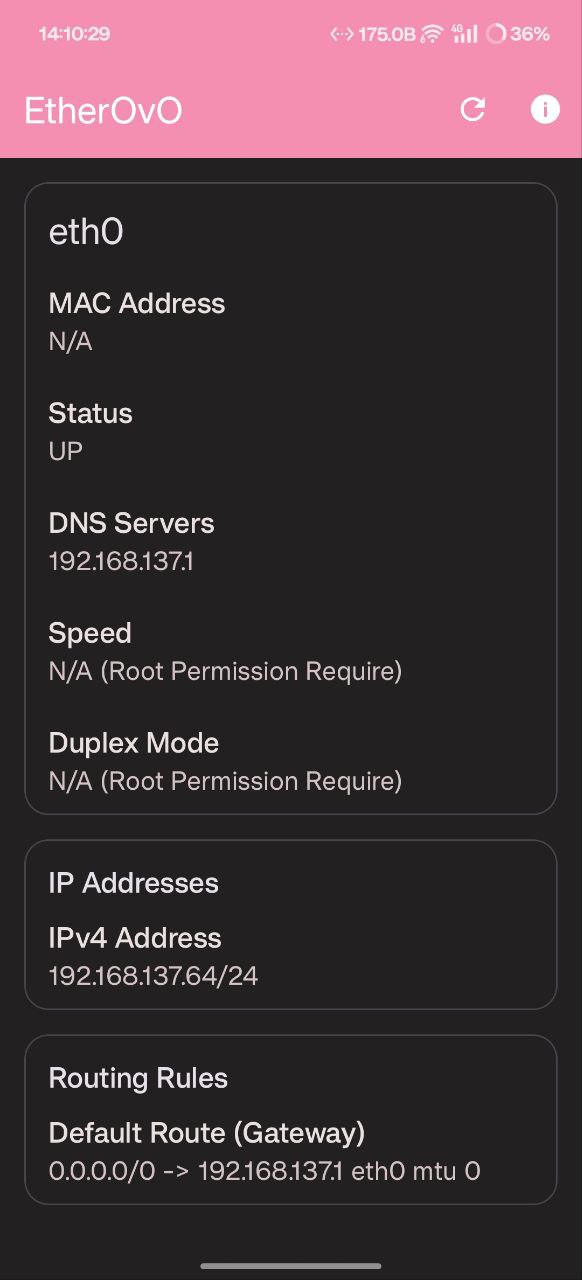 14:10:29 175.0B 4G 36%
EtherOvO
eth0
MAC Address
N/A
Status
UP
DNS Servers
192.168.137.1
Speed
N/A (Root Permission Require)
Duplex Mode
N/A (Root Permission Require)
IP Addresses
IPv4 Address
192.168.137.64/24
Routing Rules
Default Route (Gateway)
0.0.0.0/0 -> 192.168.137.1 eth0 mtu 0